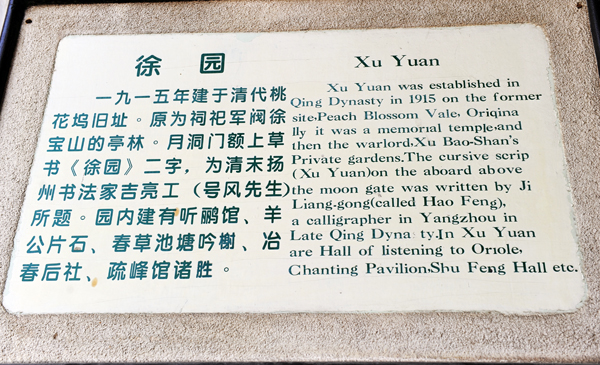 徐园
一九一五年建于清代桃
花坞旧址。原为祠祀军阀徐
宝山的亭林。月洞门额上草
书《徐园》二字，为清末扬
州书法家吉亮工（号风先生）
所题。园内建有听鹂馆、羊
公片石、春草池塘吟榭、冶
春后社、疏峰馆诸胜。
Xu Yuan
Xu Yuan was established in
Qing Dynasty in 1915 on the former
site,Peach Blossom Vale, Origina
lly it was a memorial temple,and
then the warlord,Xu Bao-Shan's
Private gardens.The cursive scrip
(Xu Yuan)on the aboard above
the moon gate was written by Ji
Liang-gong(called Hao Feng),
a calligrapher in Yangzhou in
Late Qing Dyna ty.In Xu Yuan
are Hall of listening to Oriole,
Chanting Pavilion,Shu Feng Hall etc.